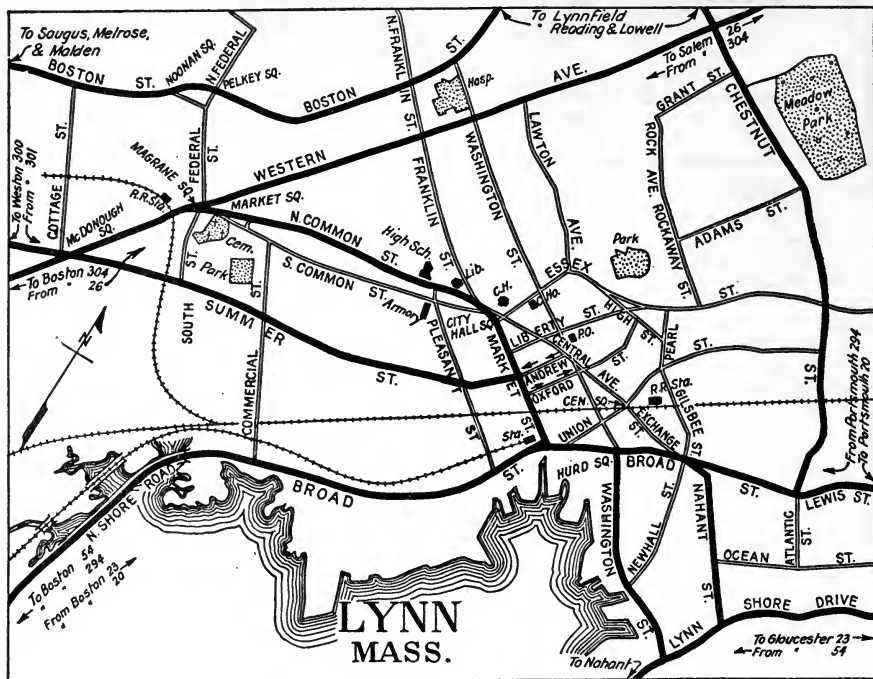 To Saugus, Melrose,
& Malden
BOSTON ST.
NOONAN SQ.
N. FEDERAL
PELKEY SQ.
BOSTON ST.
N. FRANKLIN ST.
To Lynnfield
" Reading & Lowell
To Salem 26
From " 304
WESTERN AVE.
Hosp.
GRANT ST.
CHESTNUT ST.
Meadow
Park
COTTAGE ST.
FEDERAL ST.
MAGRANE SQ.
R.R. Sta.
MARKET SQ.
McDONOUGH
SQ.
To Weston 300
From " 301
To Boston 304
From " 26
FRANKLIN ST.
WASHINGTON ST.
LAWTON AVE.
ROCK AVE.
ROCKAWAY ST.
ADAMS ST.
N. COMMON ST.
S. COMMON ST.
High Sch.
Lib.
Cem.
Park
Armory
CITY
HALL SQ.
C.H.
C. Ho.
ESSEX ST.
Park
LIBERTY ST.
HIGH ST.
P.O.
PEARL
CENTRAL AVE.
ANDREW
OXFORD
MARKET ST.
PLEASANT ST.
SOUTH ST.
SUMMER ST.
COMMERCIAL ST.
N
CEN. SQ.
R.R. Sta.
GILSBEE ST.
UNION ST.
EXCHANGE ST.
Sta.
From Portsmouth 294
To Portsmouth 20
BROAD ST.
HURD SQ.
BROAD ST.
LEWIS ST.
N. SHORE ROAD
WASHINGTON ST.
NEWHALL ST.
NAHANT ST.
OCEAN ST.
ATLANTIC ST.
To Boston 54
" " 294
From Boston 23
" " 20
LYNN SHORE DRIVE
LYNN
MASS.
To Nahant
To Gloucester 23
From " 54